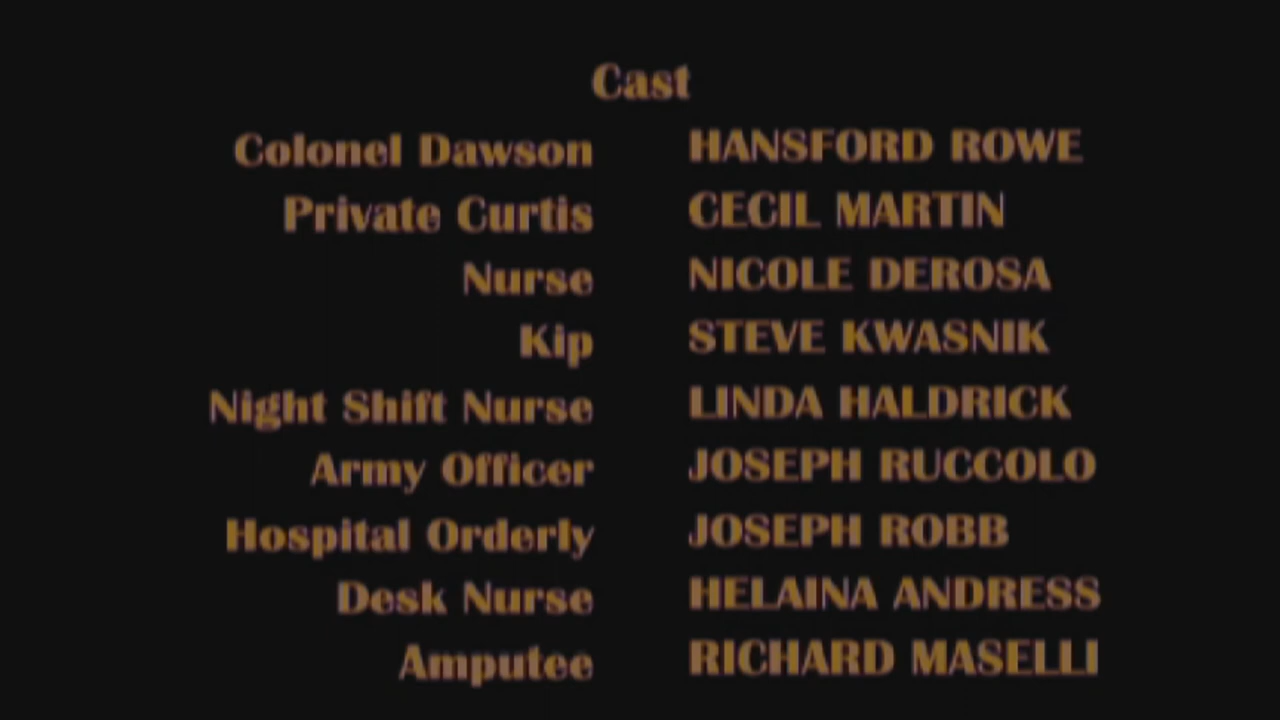 Cast
Colonel Dawson HANSFORD ROWE
Private Curtis CECIL MARTIN
Nurse NICOLE DEROSA
Kip STEVE KWASNIK
Night Shift Nurse LINDA HALDRICK
Army Officer JOSEPH RUCCOLO
Hospital Orderly JOSEPH ROBB
Desk Nurse HELAINA ANDRESS
Amputee RICHARD MASELLI